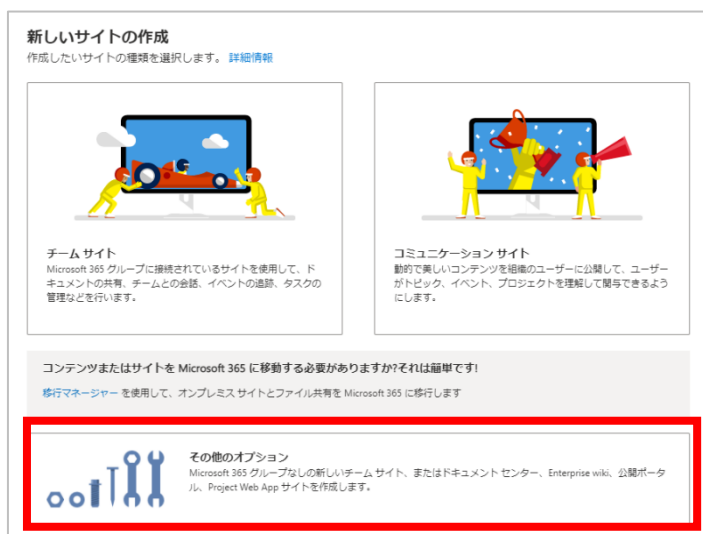 新しいサイトの作成
作成したいサイトの種類を選択します。 詳細情報
チーム サイト
Microsoft 365 グループに接続されているサイトを使用して、ド
キュメントの共有、チームとの会話、イベントの追跡、タスクの
管理などを行います。
コミュニケーション サイト
動的で美しいコンテンツを組織のユーザーに公開して、ユーザー
がトピック、イベント、プロジェクトを理解して関与できるよう
にします。
コンテンツまたはサイトを Microsoft 365 に移動する必要がありますか?それは簡単です!
移行マネージャー を使用して、オンプレミス サイトとファイル共有を Microsoft 365 に移行します
その他のオプション
Microsoft 365 グループなしの新しいチーム サイト、またはドキュメント センター、Enterprise wiki、公開ポータ
ル、Project Web App サイトを作成します。